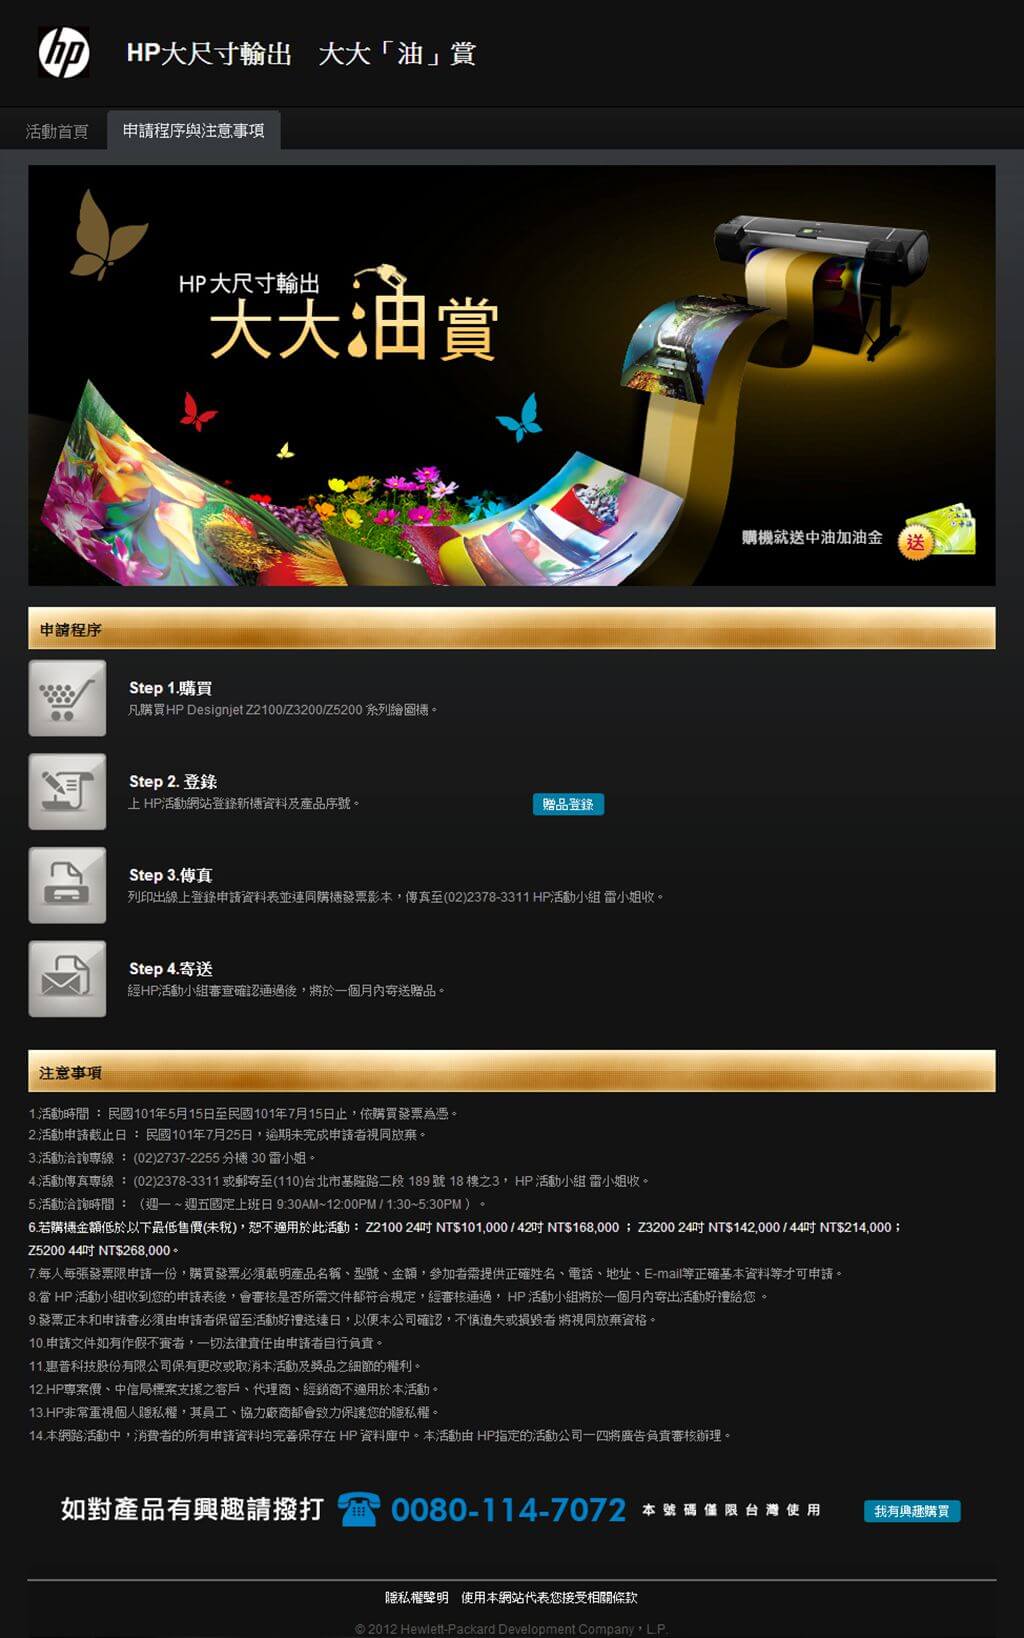 hp
HP大尺寸輸出　大大「油」賞
活動首頁
申請程序與注意事項
HP 大尺寸輸出
大大油賞
購機就送中油加油金
送
申請程序
Step 1.購買
凡購買HP Designjet Z2100/Z3200/Z5200 系列繪圖機。
Step 2. 登錄
上 HP活動網站登錄新機資料及產品序號。
贈品登錄
Step 3.傳真
列印出線上登錄申請資料表並連同購機發票影本，傳真至(02)2378-3311 HP活動小組 雷小姐收。
Step 4.寄送
經HP活動小組審查確認通過後，將於一個月內寄送贈品。
注意事項
1.活動時間 ： 民國101年5月15日至民國101年7月15日止，依購買發票為憑。
2.活動申請截止日 ： 民國101年7月25日，逾期未完成申請者視同放棄。
3.活動洽詢專線 ： (02)2737-2255 分機 30 雷小姐。
4.活動傳真專線 ： (02)2378-3311 或郵寄至(110)台北市基隆路二段 189 號 18 樓之3， HP 活動小組 雷小姐收。
5.活動洽詢時間 ： （週一 ~ 週五國定上班日 9:30AM~12:00PM / 1:30~5:30PM ）。
6.若購機金額低於以下最低售價(未稅)，恕不適用於此活動： Z2100 24吋 NT$101,000 / 42吋 NT$168,000 ； Z3200 24吋 NT$142,000 / 44吋 NT$214,000；
Z5200 44吋 NT$268,000。
7.每人每張發票限申請一份，購買發票必須載明產品名稱、型號、金額，參加者需提供正確姓名、電話、地址、E-mail等正確基本資料等才可申請。
8.當 HP 活動小組收到您的申請表後，會審核是否所需文件都符合規定，經審核通過， HP 活動小組將於一個月內寄出活動好禮給您 。
9.發票正本和申請書必須由申請者保留至活動好禮送達日，以便本公司確認，不慎遺失或損毀者 將視同放棄資格。
10.申請文件如有作假不實者，一切法律責任由申請者自行負責。
11.惠普科技股份有限公司保有更改或取消本活動及獎品之細節的權利。
12.HP專案價、中信局標案支援之客戶、代理商、經銷商不適用於本活動。
13.HP非常重視個人隱私權，其員工、協力廠商都會致力保護您的隱私權。
14.本網路活動中，消費者的所有申請資料均完善保存在 HP 資料庫中。本活動由 HP指定的活動公司一四將廣告負責審核辦理。
如對產品有興趣請撥打 0080-114-7072 本號碼僅限台灣使用
我有興趣購買
隱私權聲明　使用本網站代表您接受相關條款
© 2012 Hewlett-Packard Development Company，L.P.